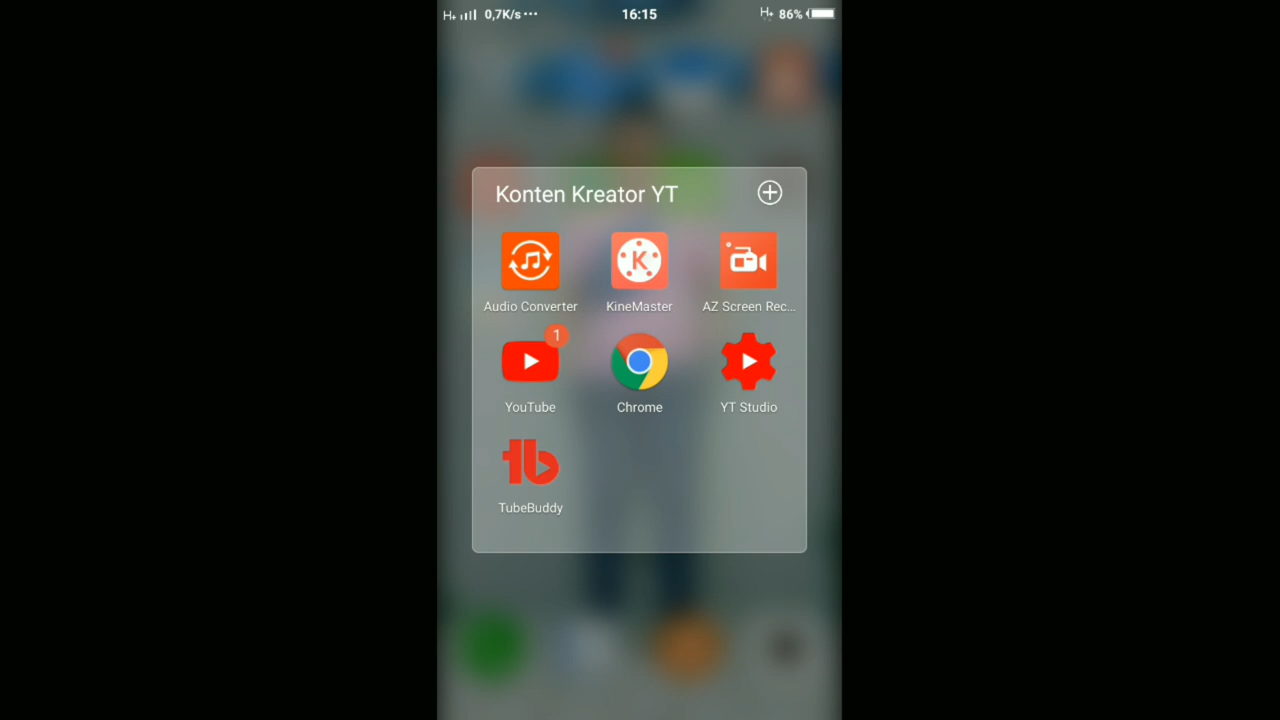 H+ 0,7K/s ... 16:15 H+ 86%
Konten Kreator YT
Audio Converter KineMaster AZ Screen Rec...
1
YouTube Chrome YT Studio
TubeBuddy